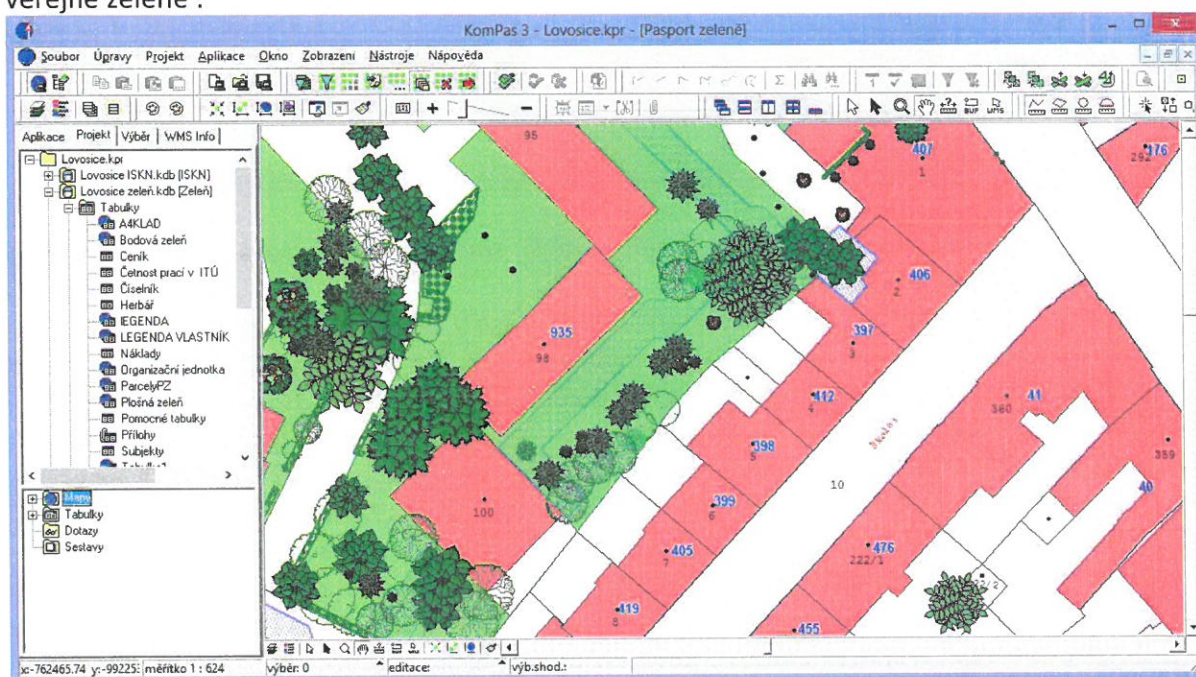 veřejné zeleně .
KomPas 3 - Lovosice.kpr - [Pasport zeleně]
Soubor Úpravy Projekt Aplikace Okno Zobrazení Nástroje Nápověda
Aplikace Projekt Výběr WMS Info
Lovosice.kpr
Lovosice ISKN.kdb [ISKN]
Lovosice zeleň.kdb [Zeleň]
Tabulky
A4KLAD
Bodová zeleň
Ceník
Četnost prací v ITÚ
Číselník
Herbář
lEGENDA
LEGENDA VLASTNÍK
Náklady
Organizační jednotka
ParcelyPZ
Plošná zeleň
Pomocné tabulky
Přílohy
Subjekty
Tabulka1
Mapy
Tabulky
Dotazy
Sestavy
95
407
1
176
292
406
2
935
98
397
3
412
4
41
360
398
5
359
10
40
100
399
6
405
7
476
222/1
419
8
455
x:-762465.74 y:-99225: měřítko 1 : 624 výběr: 0 editace: výb.shod.: